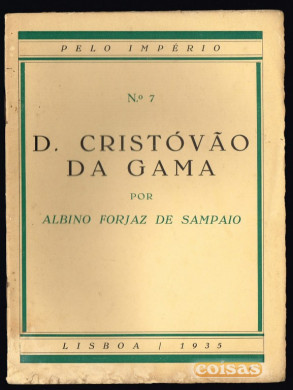 PELO IMPÉRIO
N.º 7
D. CRISTÓVÃO
DA GAMA
POR
ALBINO FORJAZ DE SAMPAIO
LISBOA / 1935
coisas